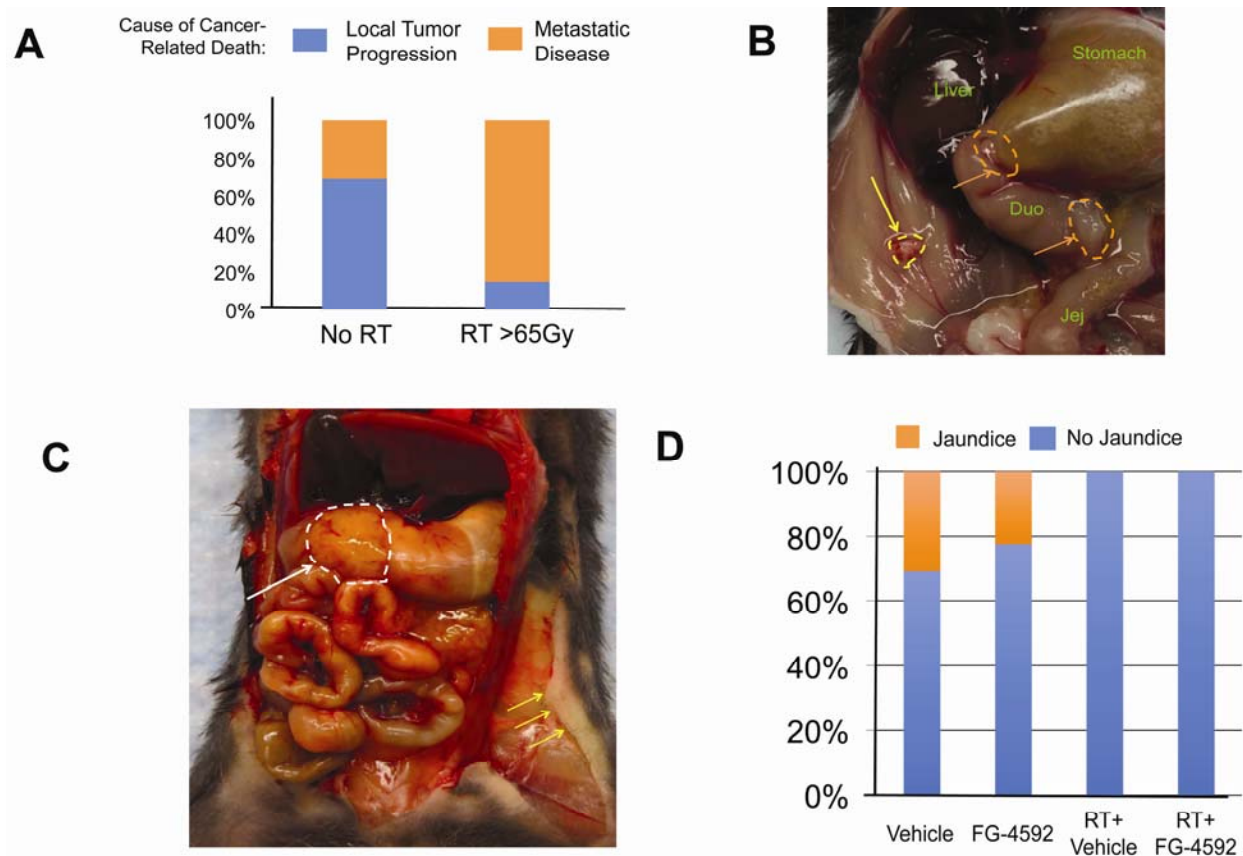 A
Cause of Cancer-
Related Death:
Local Tumor
Progression
Metastatic
Disease
100%
80%
60%
40%
20%
0%
No RT
RT >65Gy
B
Stomach
Liver
Duo
Jej
C
D
Jaundice
No Jaundice
100%
80%
60%
40%
20%
0%
Vehicle
FG-4592
RT+
Vehicle
RT+
FG-4592